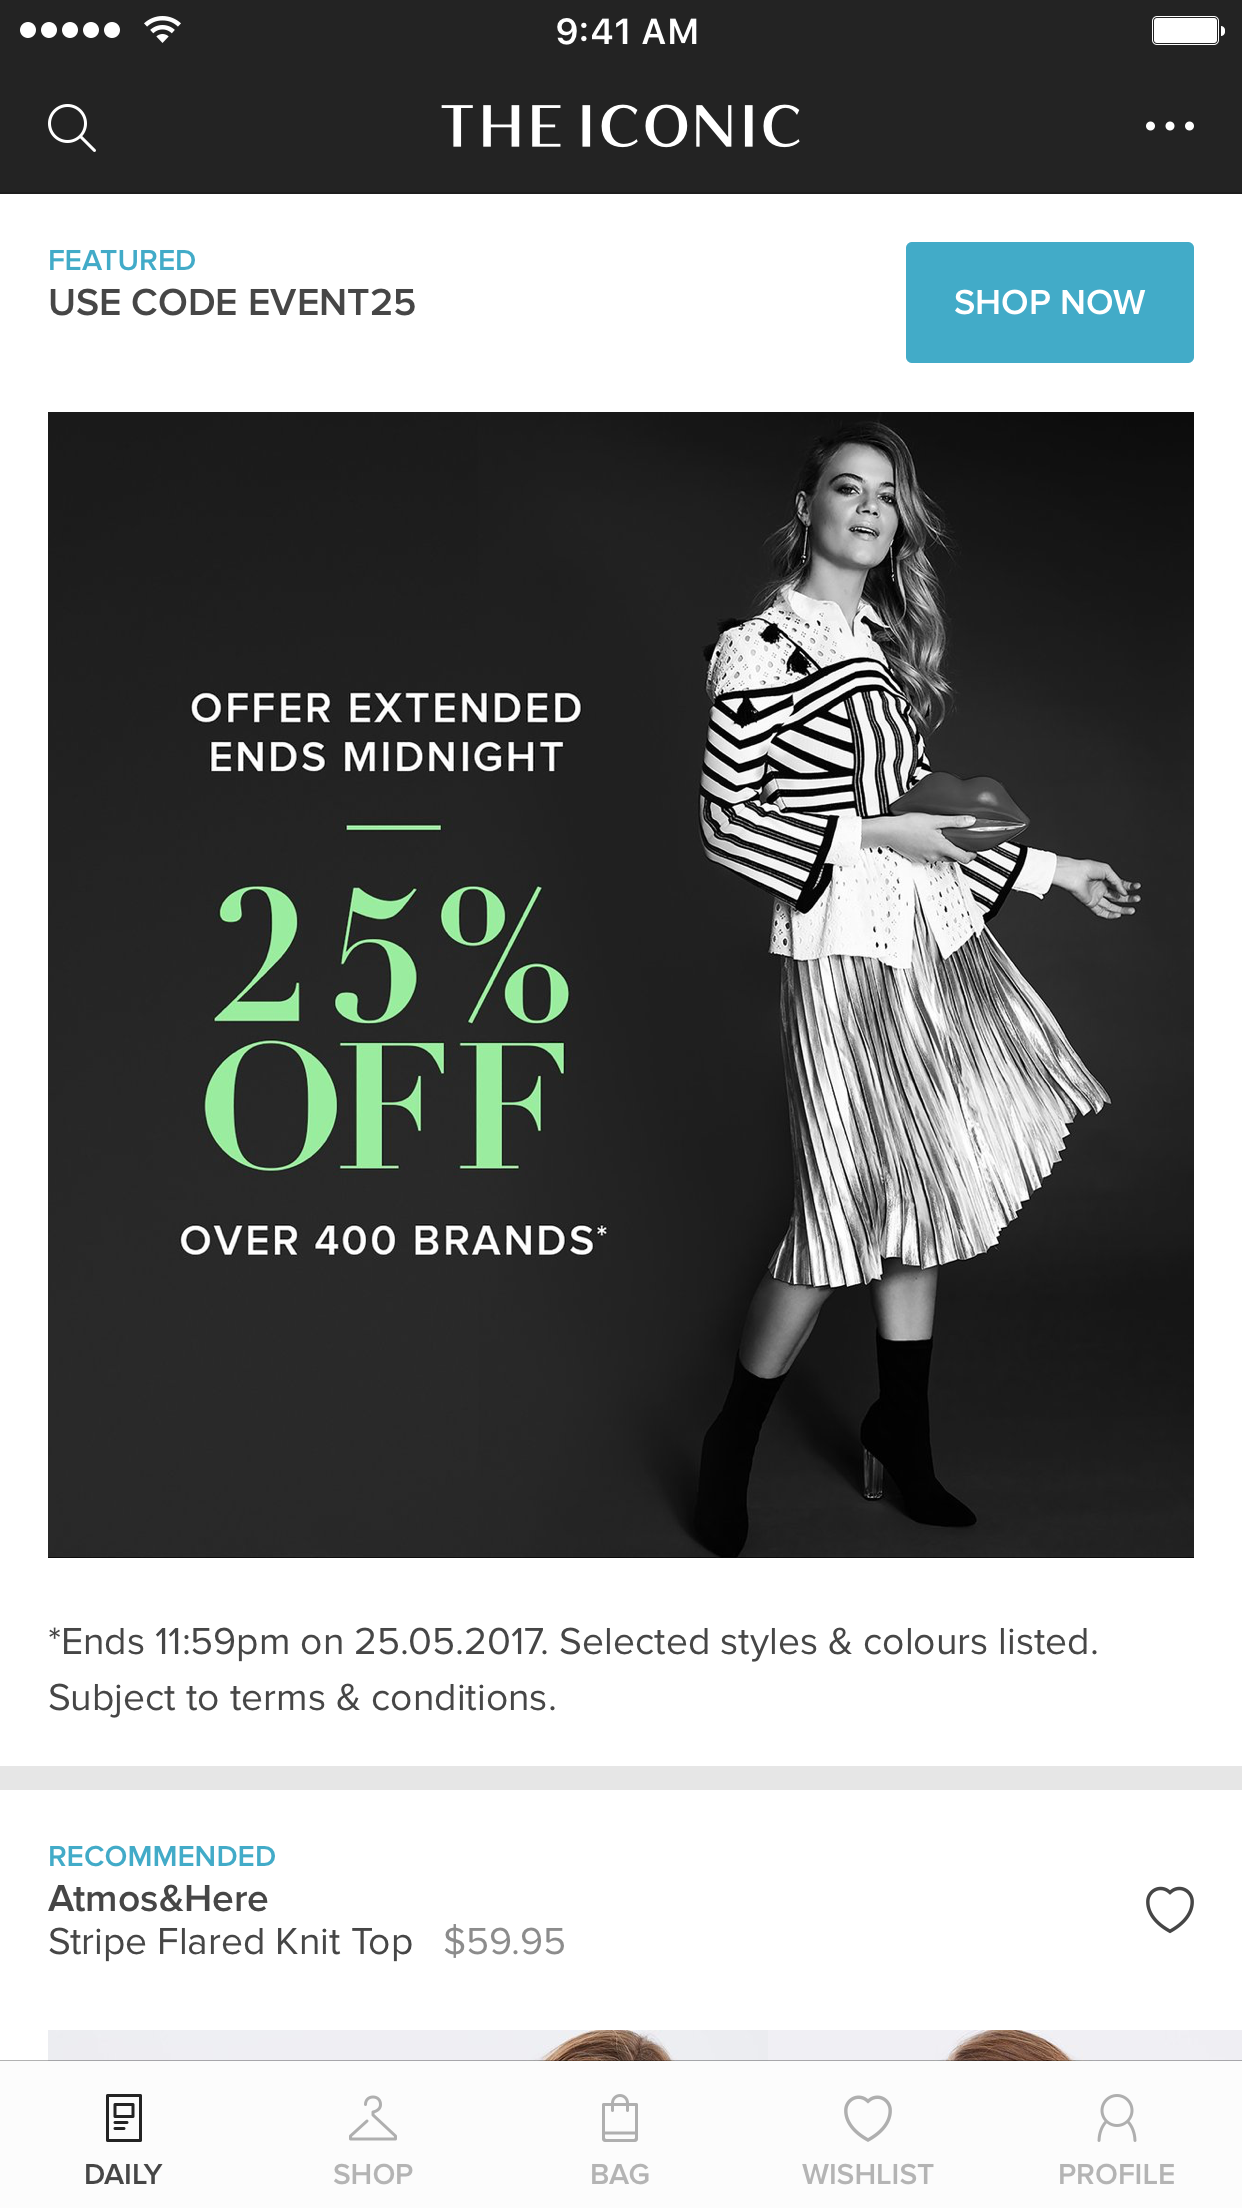 9:41 AM
THE ICONIC
FEATURED
USE CODE EVENT25
SHOP NOW
OFFER EXTENDED
ENDS MIDNIGHT
25%
OFF
OVER 400 BRANDS*
*Ends 11:59pm on 25.05.2017. Selected styles & colours listed.
Subject to terms & conditions.
RECOMMENDED
Atmos&Here
Stripe Flared Knit Top $59.95
DAILY
SHOP
BAG
WISHLIST
PROFILE